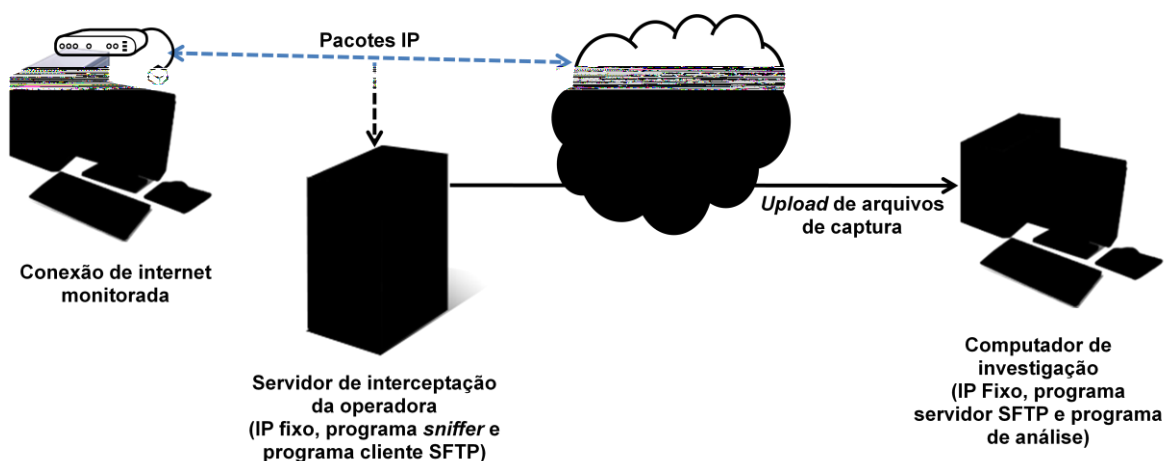 Pacotes IP
Upload de arquivos
de captura
Conexão de internet
monitorada
Servidor de interceptação
da operadora
(IP fixo, programa sniffer e
programa cliente SFTP)
Computador de
investigação
(IP Fixo, programa
servidor SFTP e programa
de análise)